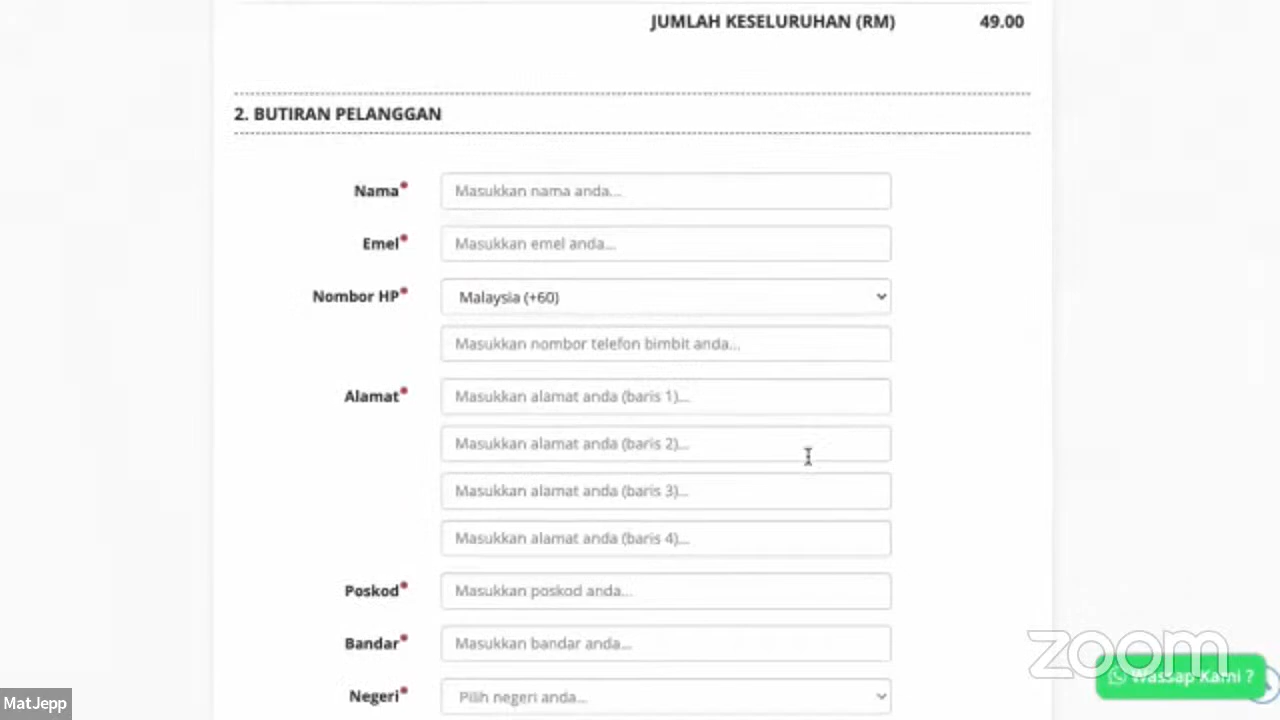 JUMLAH KESELURUHAN (RM) 49.00
2. BUTIRAN PELANGGAN
Nama* Masukkan nama anda...
Emel* Masukkan emel anda...
Nombor HP* Malaysia (+60)
Masukkan nombor telefon bimbit anda...
Alamat* Masukkan alamat anda (baris 1)...
Masukkan alamat anda (baris 2)...
Masukkan alamat anda (baris 3)...
Masukkan alamat anda (baris 4)...
Poskod* Masukkan poskod anda...
Bandar* Masukkan bandar anda...
Negeri* Pilih negeri anda...
zoom
Wassap Kami ?
MatJepp